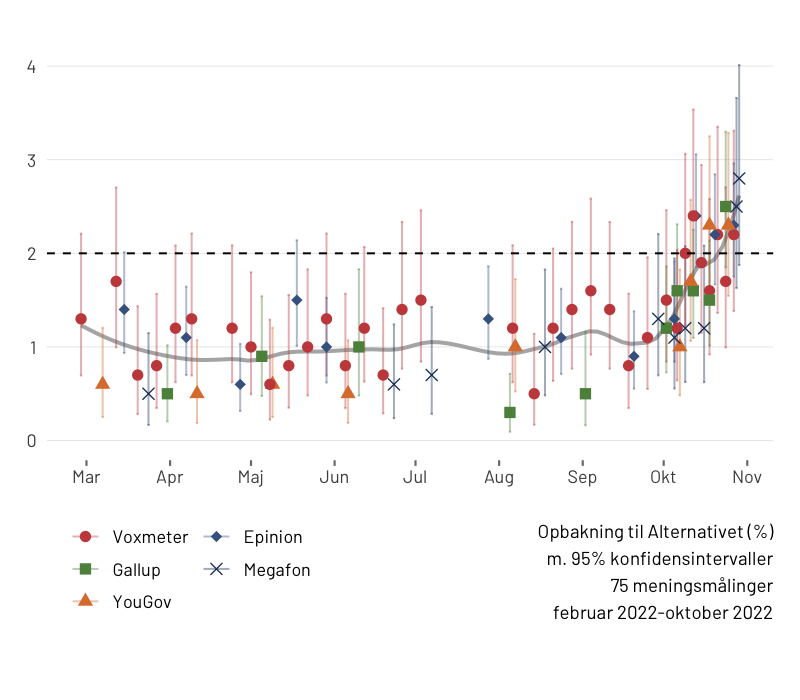 4
3
2
1
0
Mar Apr Maj Jun Jul Aug Sep Okt Nov
Voxmeter Epinion
Gallup Megafon
YouGov
Opbakning til Alternativet (%)
m. 95% konfidensintervaller
75 meningsmålinger
februar 2022-oktober 2022